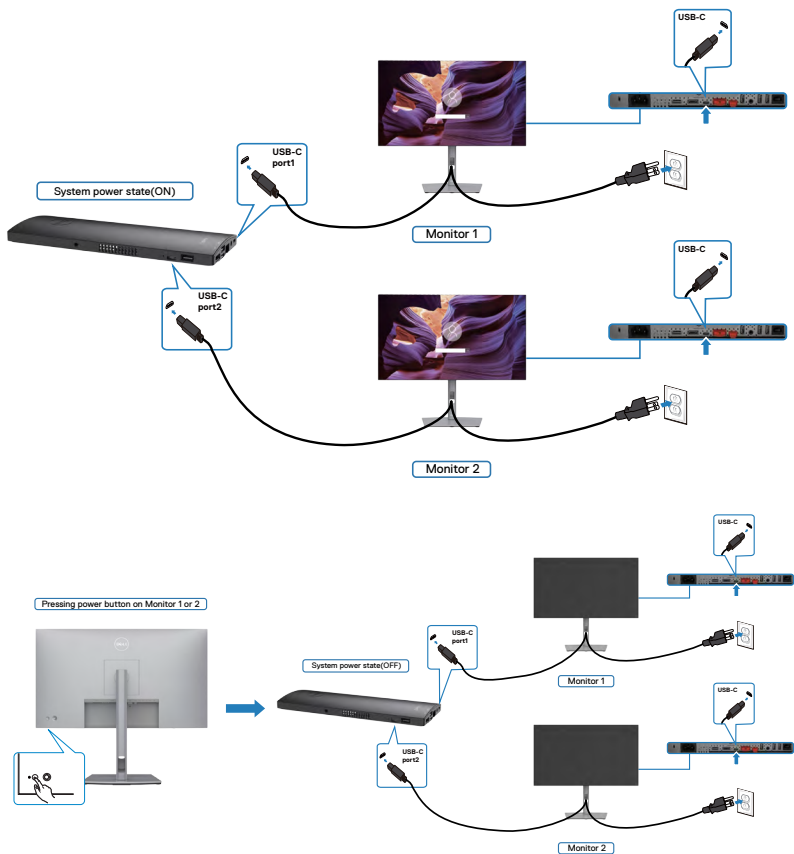 USB-C
USB-C
port1
System power state(ON)
Monitor 1
USB-C
USB-C
port2
Monitor 2
USB-C
Pressing power button on Monitor 1 or 2
DELL
USB-C
port1
System power state(OFF)
Monitor 1
USB-C
USB-C
port2
Monitor 2